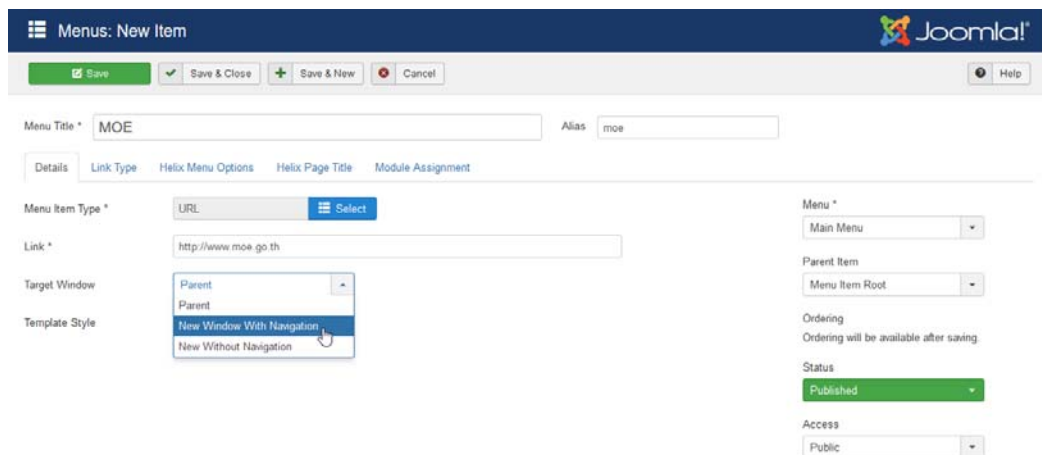 Menus: New Item
Joomla!
Save
Save & Close
Save & New
Cancel
Help
Menu Title *
MOE
Alias
moe
Details
Link Type
Helix Menu Options
Helix Page Title
Module Assignment
Menu Item Type *
URL
Select
Link *
http://www.moe.go.th
Target Window
Parent
Parent
New Window With Navigation
New Without Navigation
Template Style
Menu *
Main Menu
Parent Item
Menu Item Root
Ordering
Ordering will be available after saving.
Status
Published
Access
Public